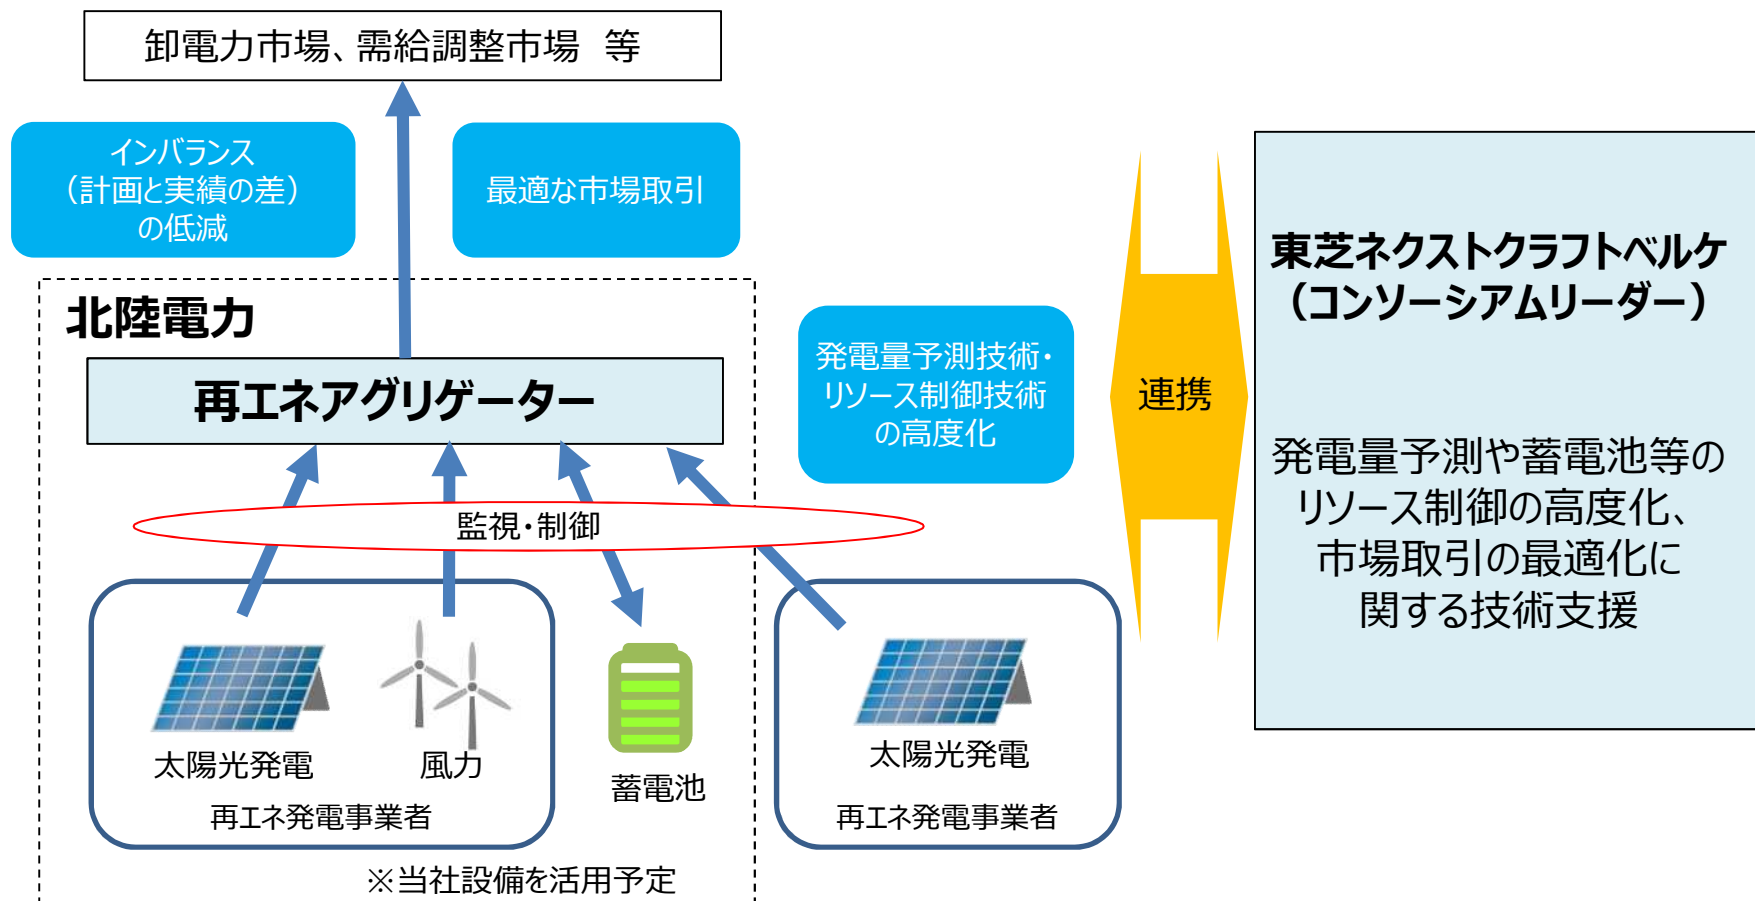 卸電力市場、需給調整市場　等
インバランス
（計画と実績の差）
の低減
最適な市場取引
北陸電力
再エネアグリゲーター
発電量予測技術・
リソース制御技術
の高度化
連携
東芝ネクストクラフトベルケ
（コンソーシアムリーダー）
発電量予測や蓄電池等の
リソース制御の高度化、
市場取引の最適化に
関する技術支援
監視・制御
太陽光発電
風力
再エネ発電事業者
蓄電池
太陽光発電
再エネ発電事業者
※当社設備を活用予定